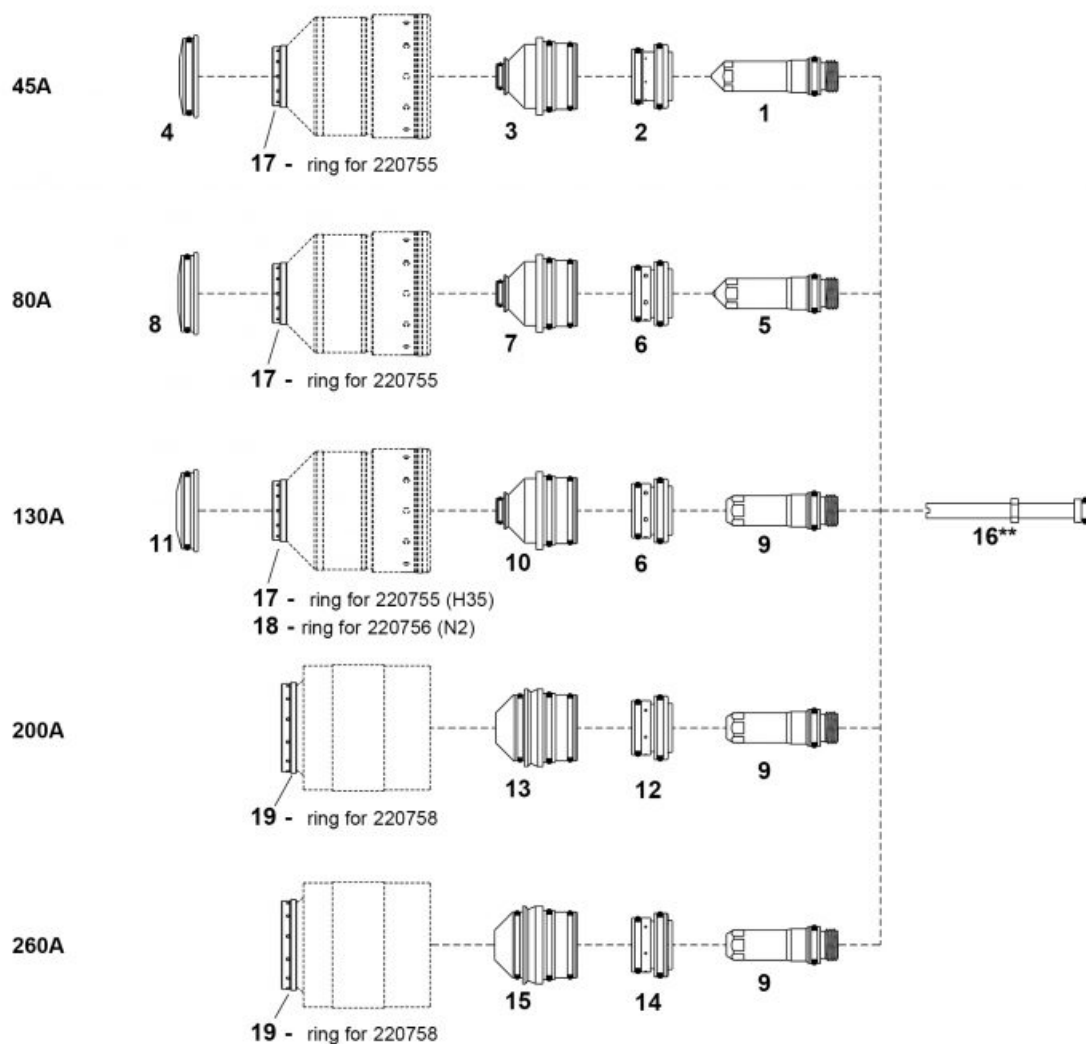 45A
4
3
2
1
17 - ring for 220755
80A
8
7
6
5
17 - ring for 220755
130A
11
10
6
9
16**
17 - ring for 220755 (H35)
18 - ring for 220756 (N2)
200A
13
12
9
19 - ring for 220758
260A
15
14
9
19 - ring for 220758